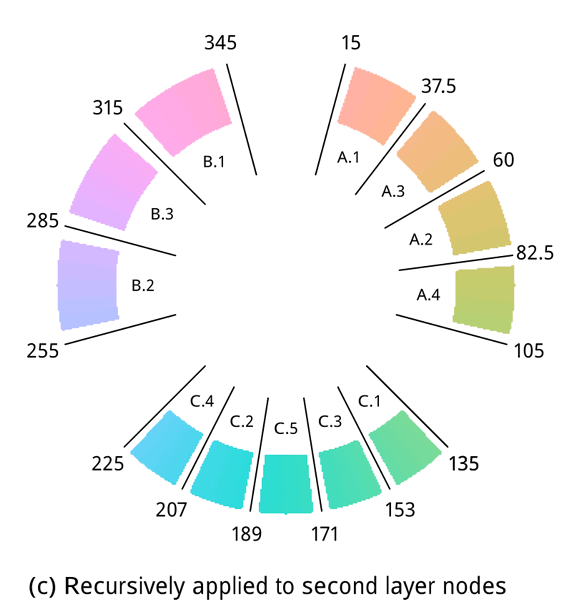 345
15
37.5
315
B.1
A.1
A.3
60
B.3
285
A.2
82.5
B.2
A.4
255
105
C.4
C.1
C.2
C.3
C.5
225
135
207
153
189
171
(c) Recursively applied to second layer nodes